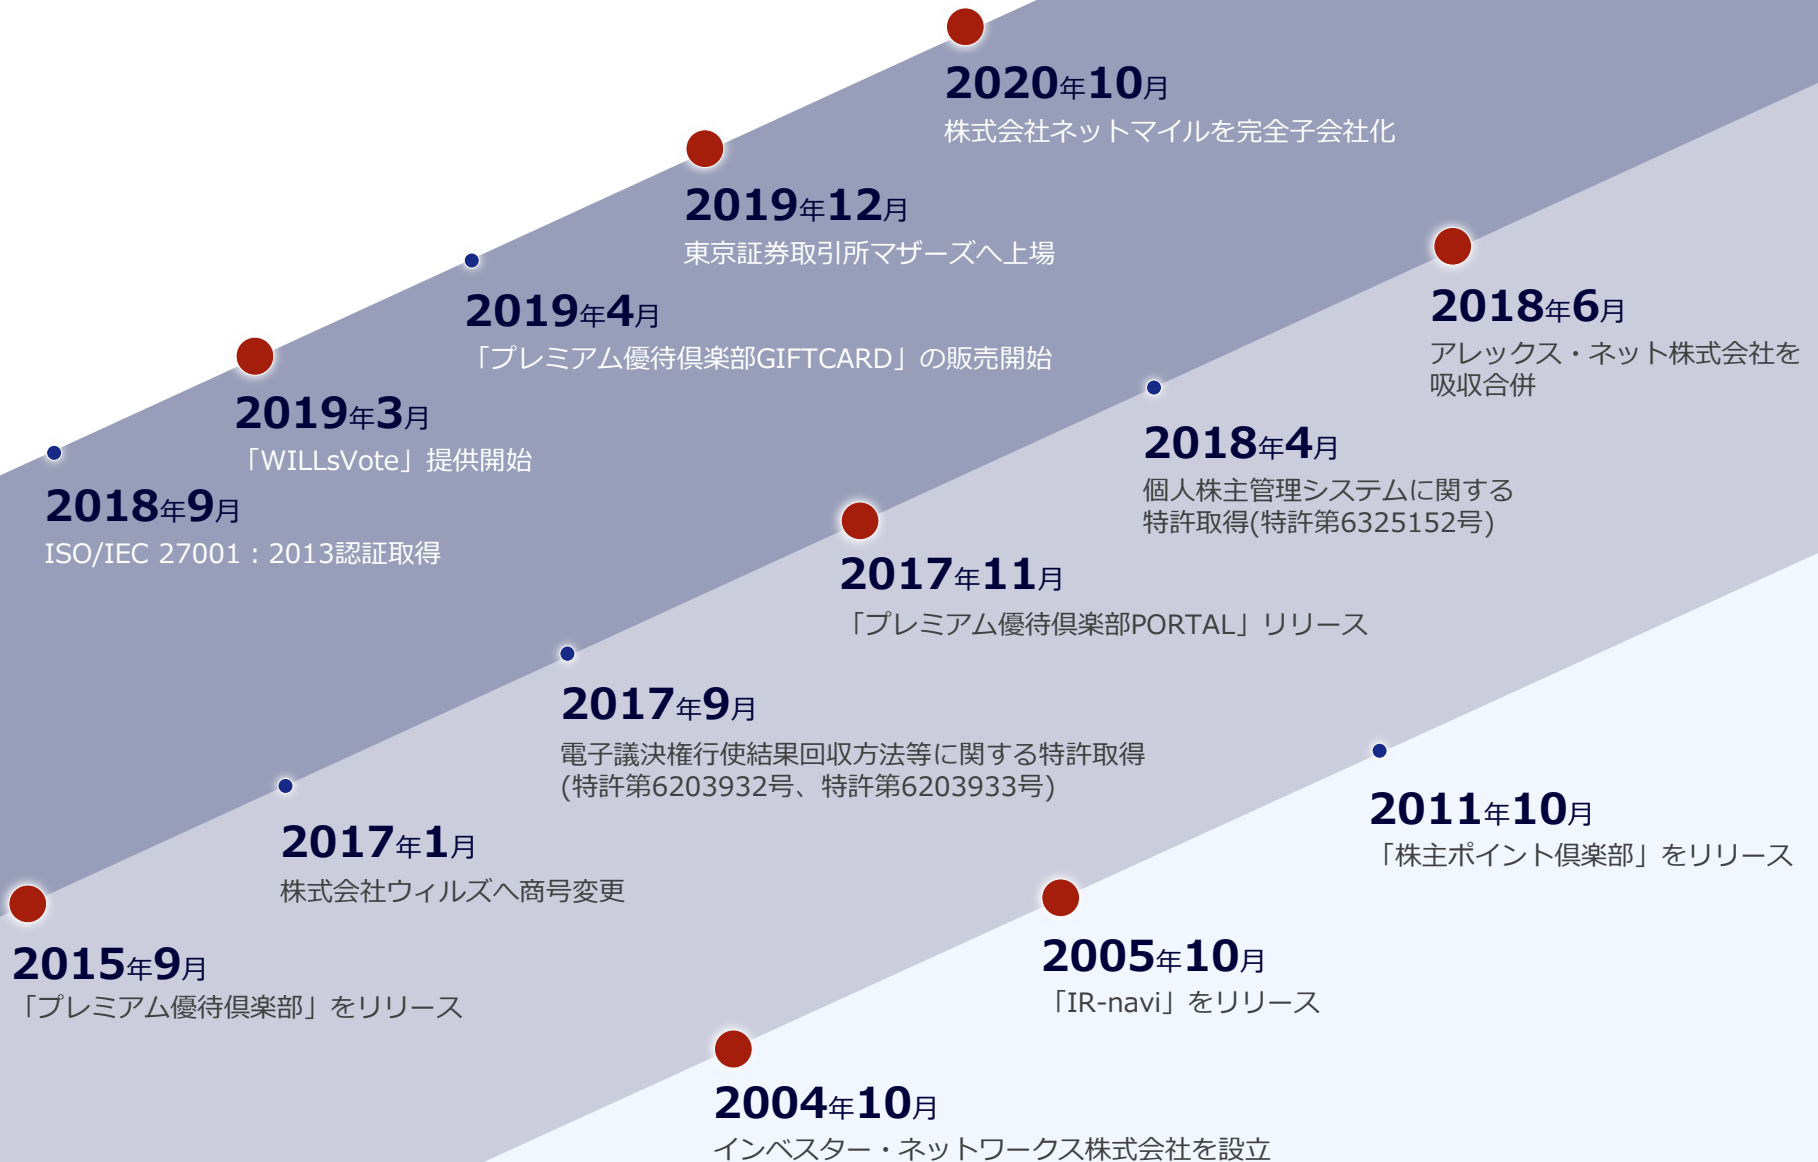 2020年10月
株式会社ネットマイルを完全子会社化
2019年12月
東京証券取引所マザーズへ上場
2019年4月
「プレミアム優待倶楽部GIFTCARD」の販売開始
2019年3月
「WILLsVote」提供開始
2018年9月
ISO/IEC 27001：2013認証取得
2018年6月
アレックス・ネット株式会社を
吸収合併
2018年4月
個人株主管理システムに関する
特許取得(特許第6325152号)
2017年11月
「プレミアム優待倶楽部PORTAL」リリース
2017年9月
電子議決権行使結果回収方法等に関する特許取得
(特許第6203932号、特許第6203933号)
2017年1月
株式会社ウィルズへ商号変更
2015年9月
「プレミアム優待倶楽部」をリリース
2011年10月
「株主ポイント倶楽部」をリリース
2005年10月
「IR-navi」をリリース
2004年10月
インベスター・ネットワークス株式会社を設立